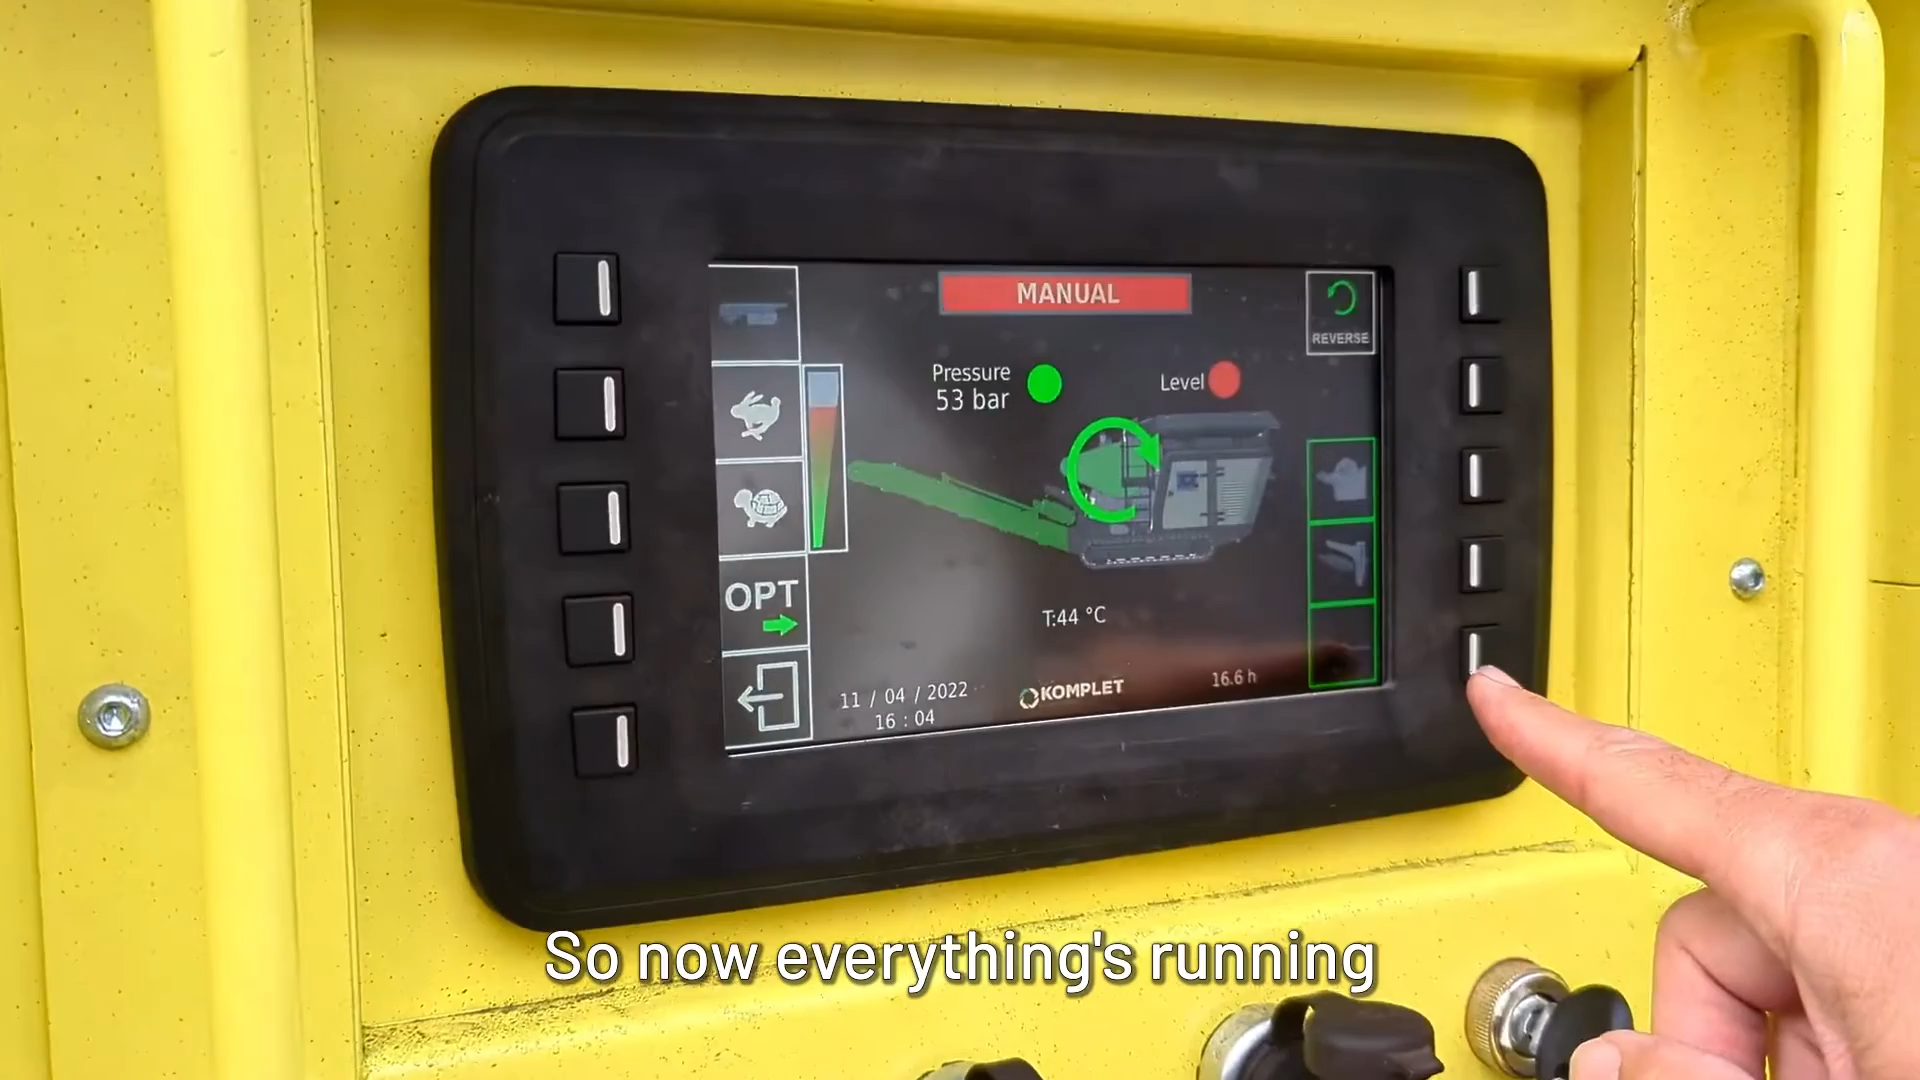 MANUAL
REVERSE
Pressure
53 bar
Level
OPT
T:44 °C
11 / 04 / 2022
16 : 04
KOMPLET
16.6 h
So now everything's running